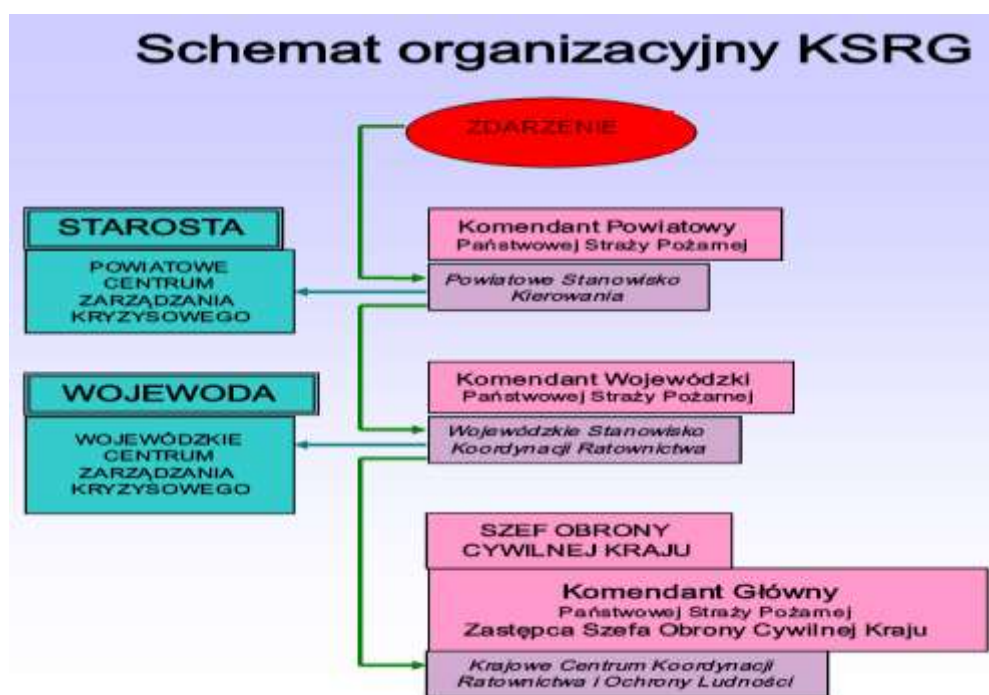 Schemat organizacyjny KSRG
ZDARZENIE
STAROSTA
POWIATOWE
CENTRUM
ZARZĄDZANIA
KRYZYSOWEGO
Komendant Powiatowy
Państwowej Straży Pożarnej
Powiatowe Stanowisko
Kierowania
WOJEWODA
WOJEWÓDZKIE
CENTRUM
ZARZĄDZANIA
KRYZYSOWEGO
Komendant Wojewódzki
Państwowej Straży Pożarnej
Wojewódzkie Stanowisko
Koordynacji Ratownictwa
SZEF OBRONY
CYWILNEJ KRAJU
Komendant Główny
Państwowej Straży Pożarnej
Zastępca Szefa Obrony Cywilnej Kraju
Krajowe Centrum Koordynacji
Ratownictwa i Ochrony Ludności